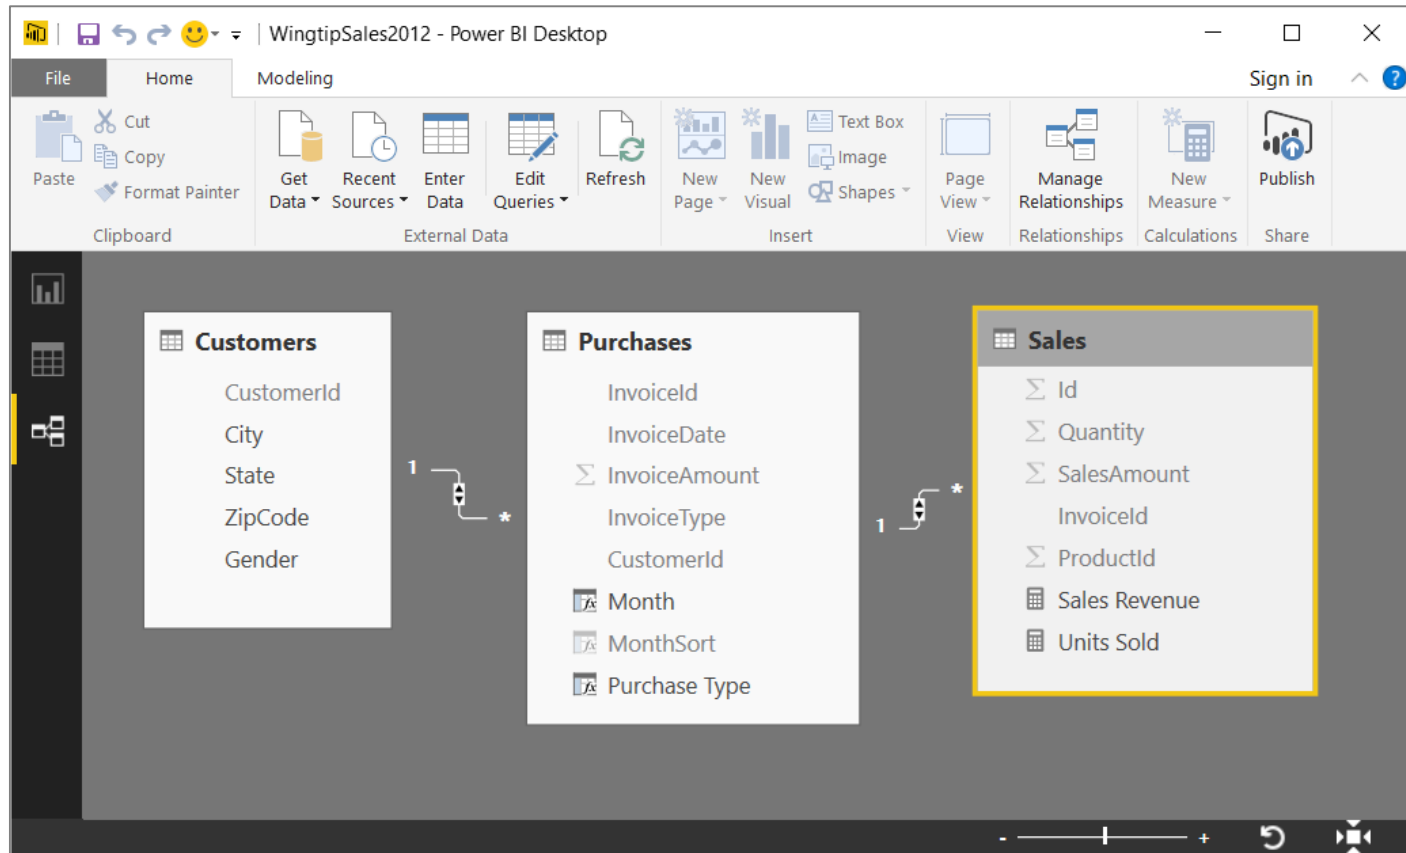 WingtipSales2012 - Power BI Desktop
File Home Modeling Sign in ?
Paste
Cut
Copy
Format Painter
Clipboard
Get
Data
Recent
Sources
Enter
Data
Edit
Queries
Refresh
External Data
New
Page
New
Visual
Text Box
Image
Shapes
Insert
Page
View
View
Manage
Relationships
Relationships
New
Measure
Calculations
Publish
Share
Customers
CustomerId
City
State
ZipCode
Gender
1
*
Purchases
InvoiceId
InvoiceDate
Σ InvoiceAmount
InvoiceType
CustomerId
fx Month
fx MonthSort
fx Purchase Type
1
*
Sales
Σ Id
Σ Quantity
Σ SalesAmount
InvoiceId
Σ ProductId
Sales Revenue
Units Sold
- +